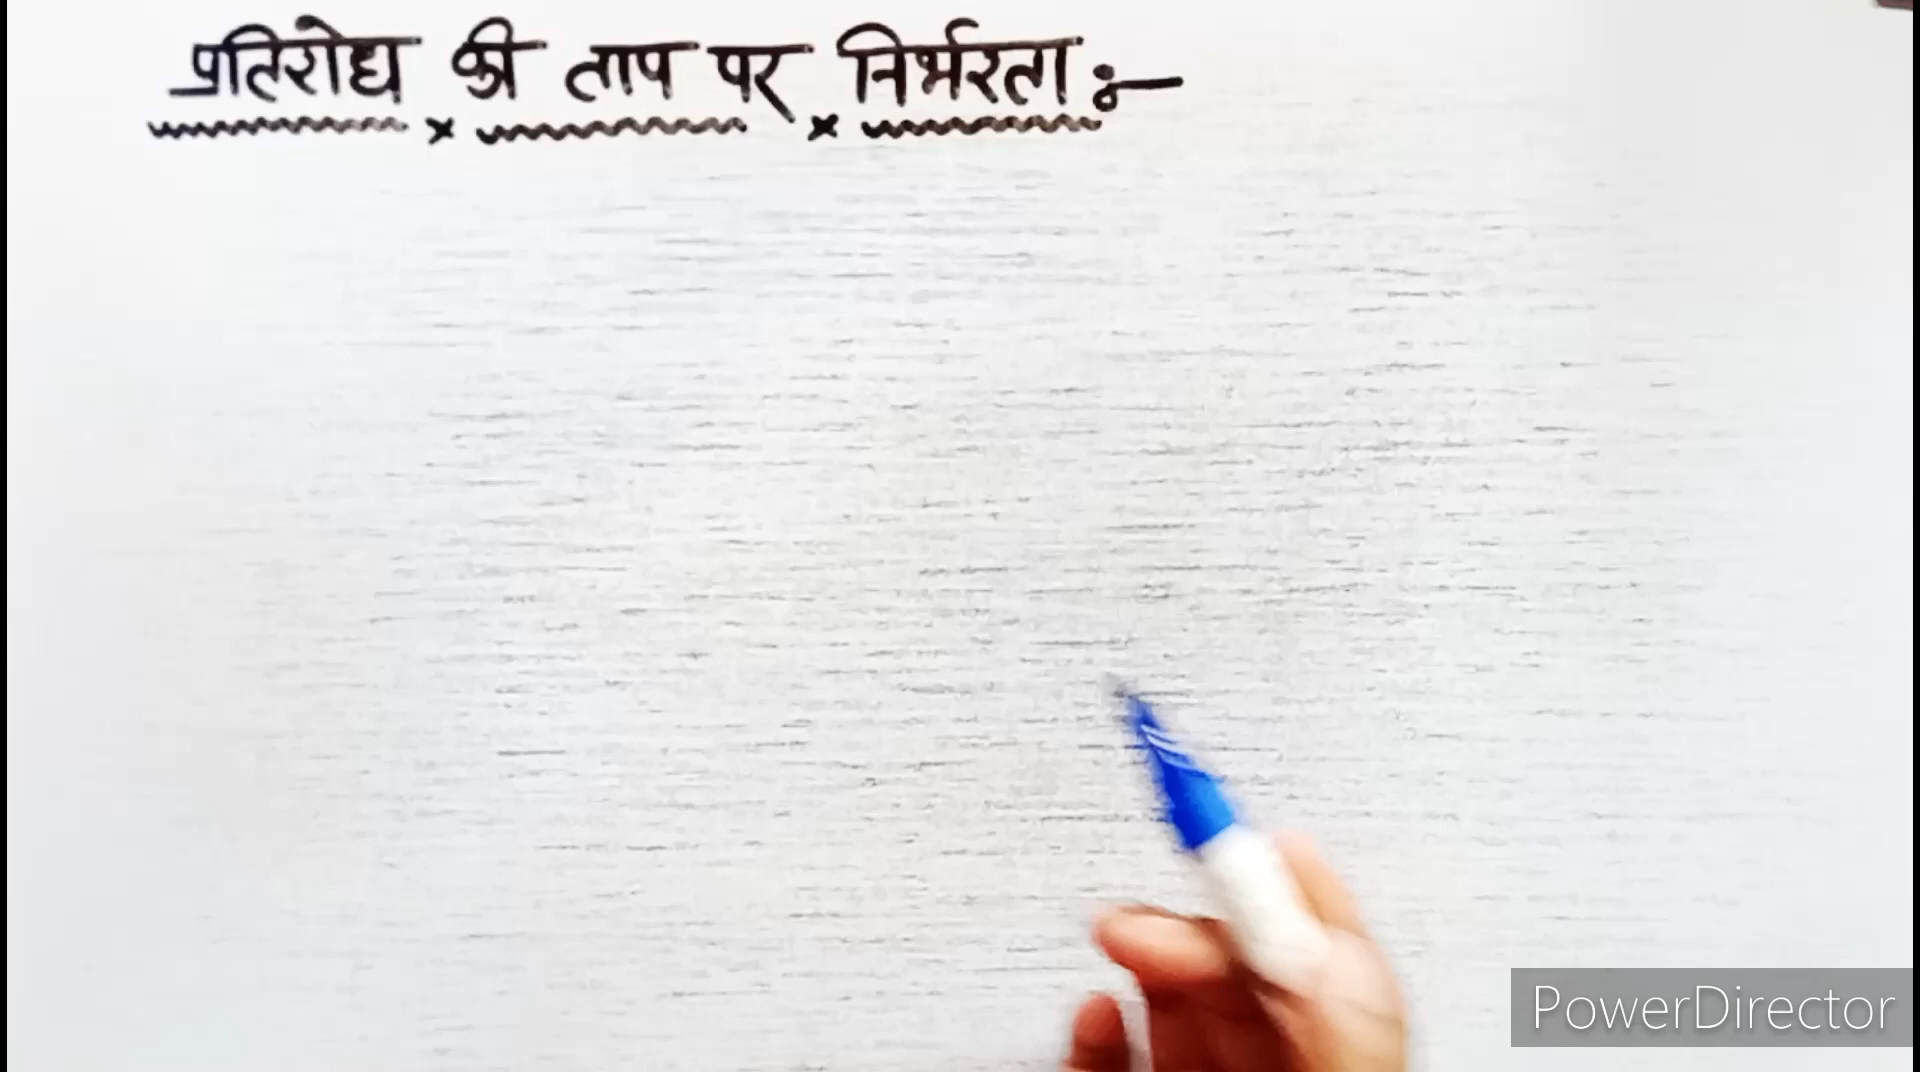 प्रतिरोध की ताप पर निर्भरता :-
PowerDirector